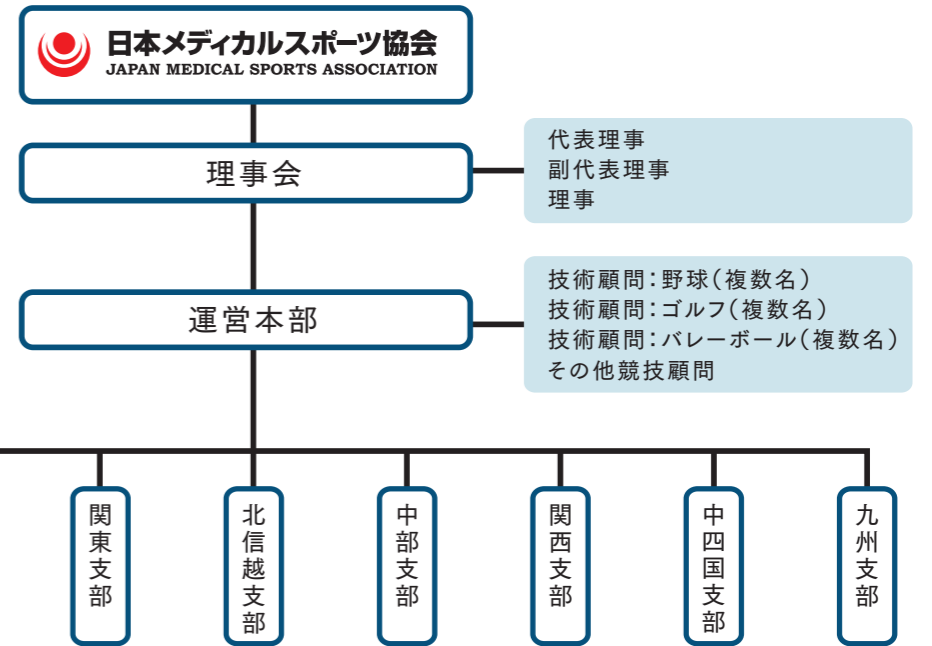 日本メディカルスポーツ協会
JAPAN MEDICAL SPORTS ASSOCIATION
理事会
代表理事
副代表理事
理事
運営本部
技術顧問：野球（複数名）
技術顧問：ゴルフ（複数名）
技術顧問：バレーボール（複数名）
その他競技顧問
関東支部
北信越支部
中部支部
関西支部
中四国支部
九州支部